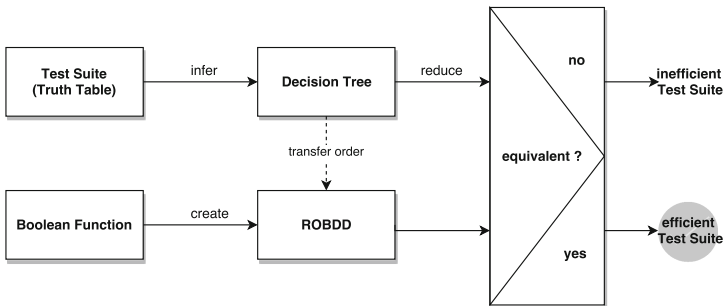 Test Suite
(Truth Table)
infer
Decision Tree
reduce
no
inefficient
Test Suite
transfer order
equivalent ?
Boolean Function
create
ROBDD
yes
efficient
Test Suite